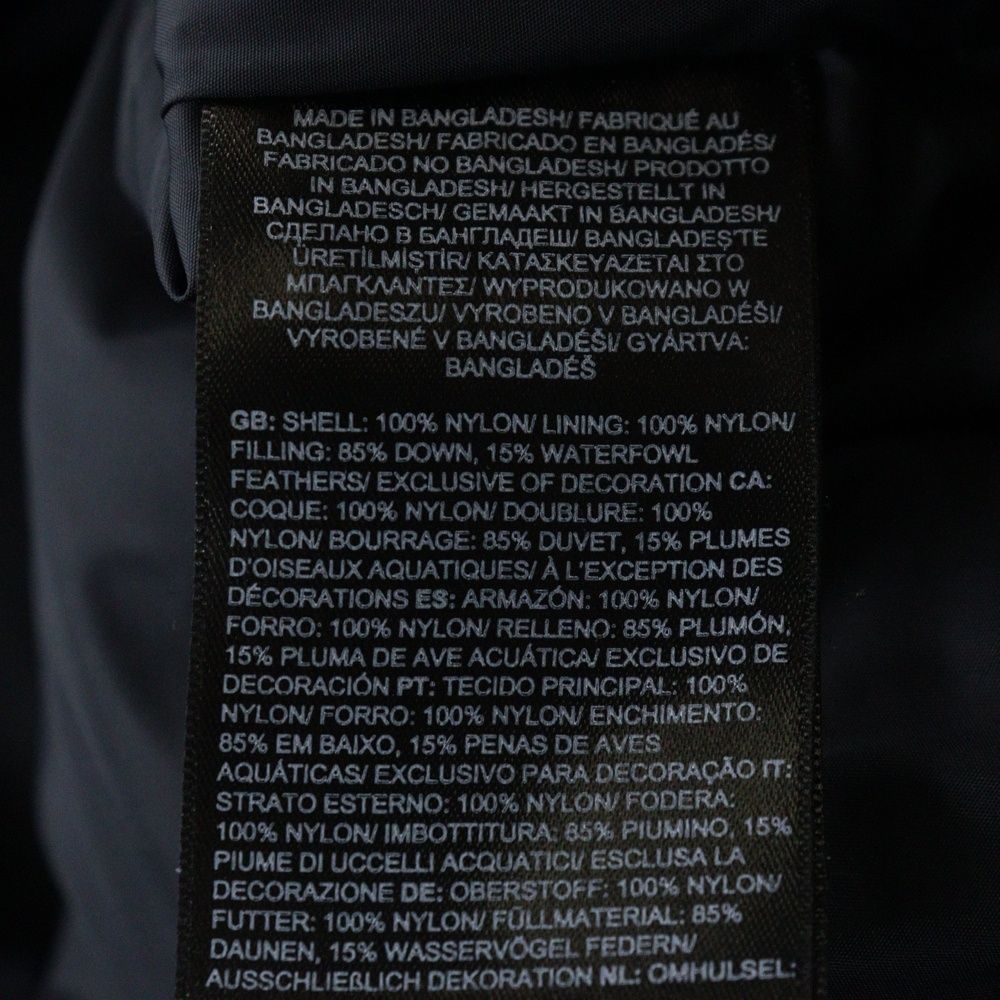 MADE IN BANGLADESH/ FABRIQUÉ AU
BANGLADESH/ FABRICADO EN BANGLADÉS/
FABRICADO NO BANGLADESH/ PRODOTTO
IN BANGLADESH/ HERGESTELLT IN
BANGLADESCH/ GEMAAKT IN BANGLADESH/
СДЕЛАНО В БАНГЛАДЕШ/ BANGLADEŞ'TE
ÜRETİLMİŞTİR/ ΚΑΤΑΣΚΕΥΑΖΕΤΑΙ ΣΤΟ
ΜΠΑΓΚΛΑΝΤΕΣ/ WYPRODUKOWANO W
BANGLADESZU/ VYROBENO V BANGLADÉŠI/
VYROBENÉ V BANGLADÉŠI/ GYÁRTVA:
BANGLADÉŠ
GB: SHELL: 100% NYLON/ LINING: 100% NYLON/
FILLING: 85% DOWN, 15% WATERFOWL
FEATHERS/ EXCLUSIVE OF DECORATION CA:
COQUE: 100% NYLON/ DOUBLURE: 100%
NYLON/ BOURRAGE: 85% DUVET, 15% PLUMES
D'OISEAUX AQUATIQUES/ À L'EXCEPTION DES
DÉCORATIONS ES: ARMAZÓN: 100% NYLON/
FORRO: 100% NYLON/ RELLENO: 85% PLUMÓN,
15% PLUMA DE AVE ACUÁTICA/ EXCLUSIVO DE
DECORACIÓN PT: TECIDO PRINCIPAL: 100%
NYLON/ FORRO: 100% NYLON/ ENCHIMENTO:
85% EM BAIXO, 15% PENAS DE AVES
AQUÁTICAS/ EXCLUSIVO PARA DECORAÇÃO IT:
STRATO ESTERNO: 100% NYLON/ FODERA:
100% NYLON/ IMBOTTITURA: 85% PIUMINO, 15%
PIUME DI UCCELLI ACQUATICI/ ESCLUSA LA
DECORAZIONE DE: OBERSTOFF: 100% NYLON/
FUTTER: 100% NYLON/ FÜLLMATERIAL: 85%
DAUNEN, 15% WASSERVÖGEL FEDERN/
AUSSCHLIEßLICH DEKORATION NL: OMHULSEL: